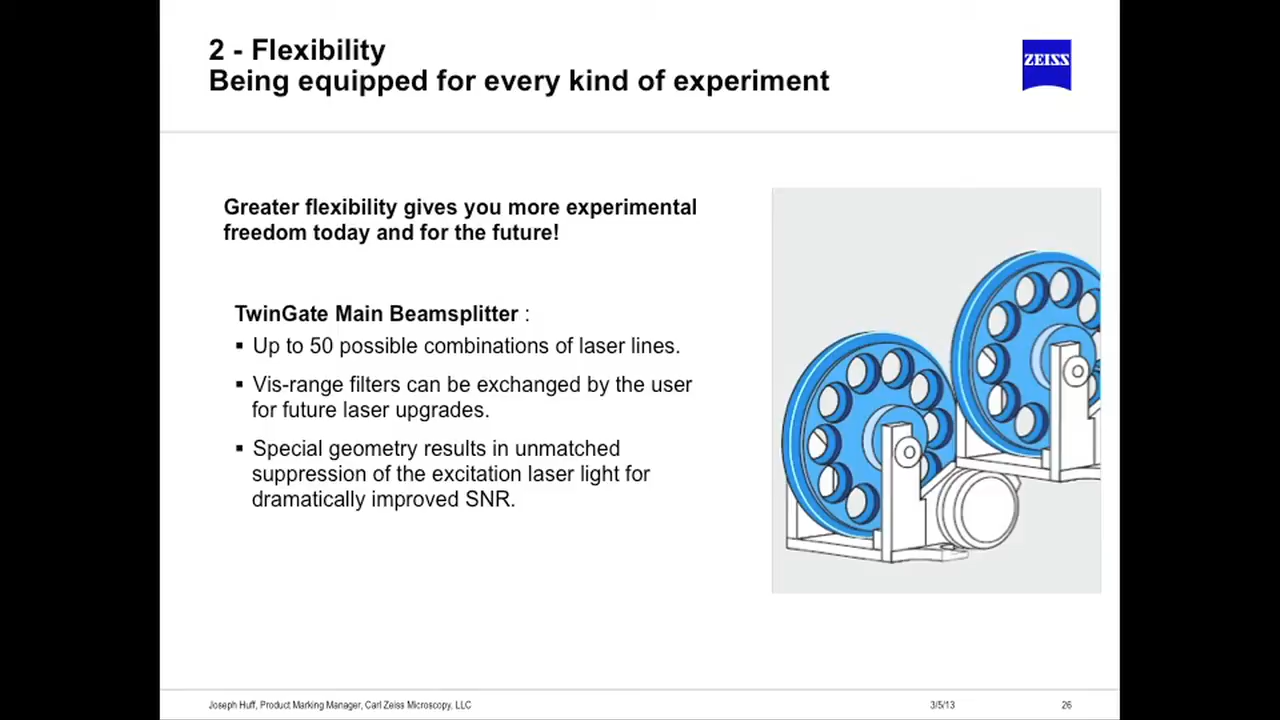 2 - Flexibility
Being equipped for every kind of experiment
ZEISS
Greater flexibility gives you more experimental
freedom today and for the future!
TwinGate Main Beamsplitter :
▪ Up to 50 possible combinations of laser lines.
▪ Vis-range filters can be exchanged by the user
for future laser upgrades.
▪ Special geometry results in unmatched
suppression of the excitation laser light for
dramatically improved SNR.
Joseph Huff, Product Marking Manager, Carl Zeiss Microscopy, LLC
3/5/13
26